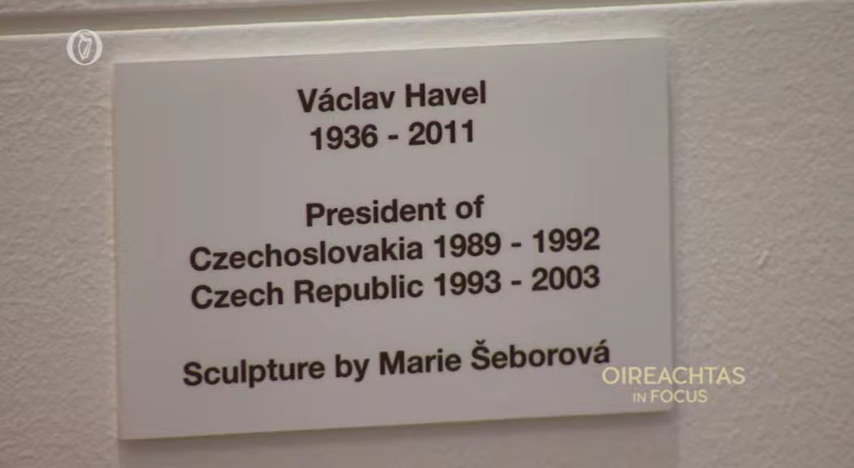 Václav Havel
1936 - 2011
President of
Czechoslovakia 1989 - 1992
Czech Republic 1993 - 2003
Sculpture by Marie Šeborová
OIREACHTAS
IN FOCUS